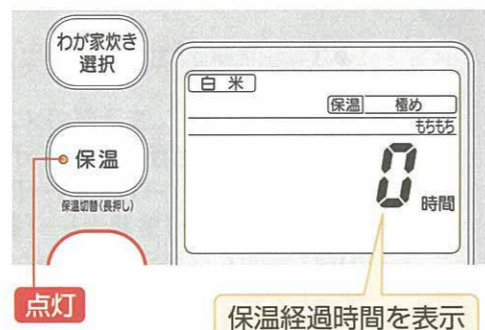 わが家炊き
選択
保温
保温切替(長押し)
白米
保温 極め
もちもち
0時間
点灯
保温経過時間を表示